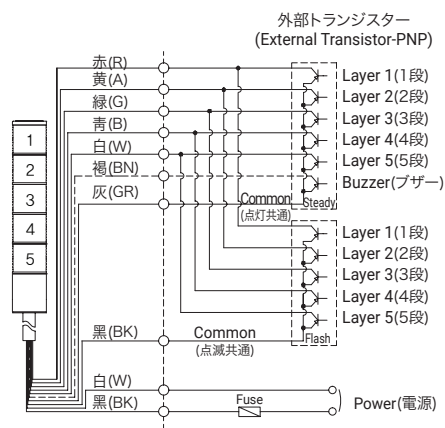 外部トランジスター
(External Transistor-PNP)
赤(R)
黄(A)
緑(G)
青(B)
白(W)
褐(BN)
灰(GR)
Layer 1(1段)
Layer 2(2段)
Layer 3(3段)
Layer 4(4段)
Layer 5(5段)
Buzzer(ブザー)
Common
(点灯共通)
Steady
1
2
3
4
5
Layer 1(1段)
Layer 2(2段)
Layer 3(3段)
Layer 4(4段)
Layer 5(5段)
黒(BK)
Common
(点滅共通)
Flash
白(W)
黒(BK)
Fuse
Power(電源)